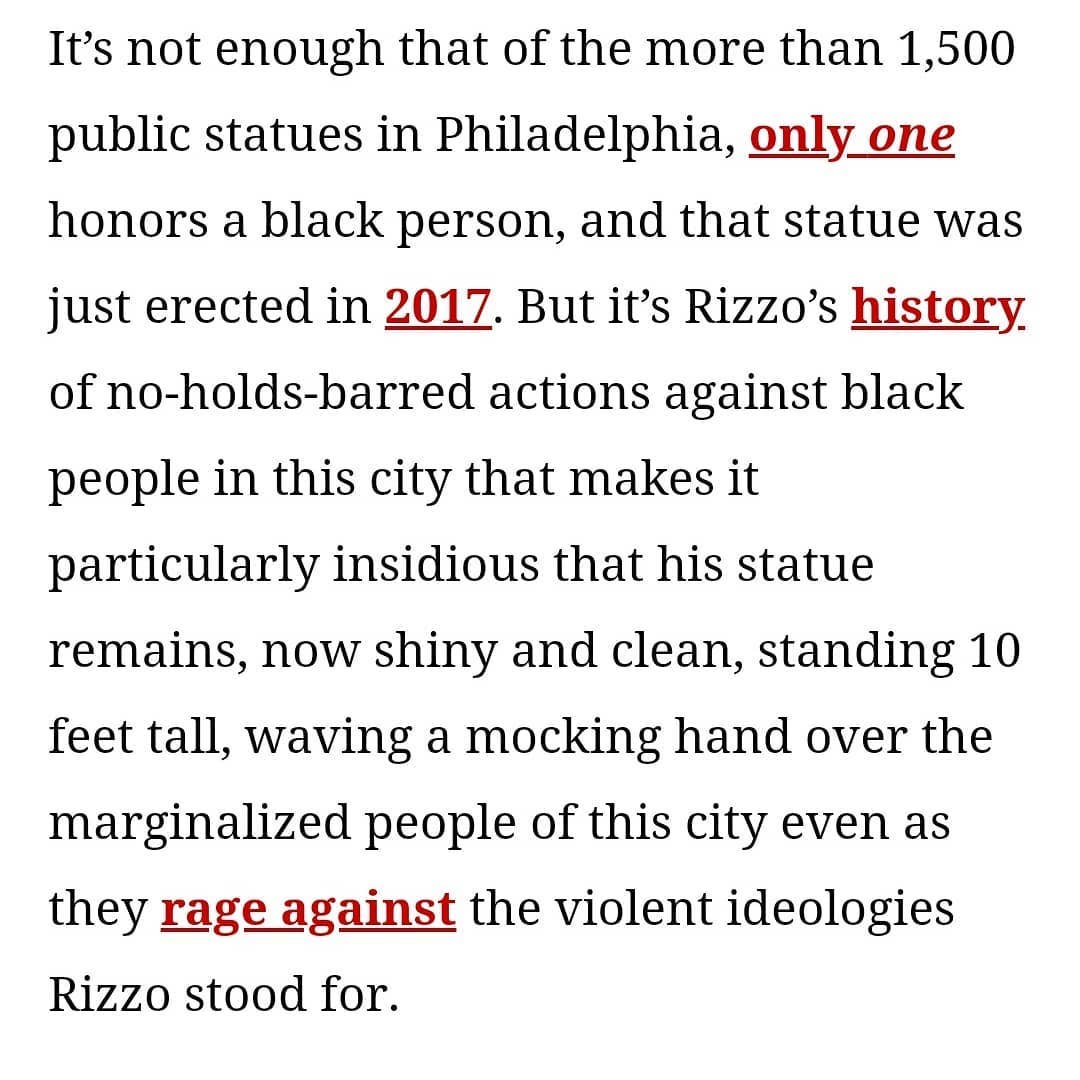 It’s not enough that of the more than 1,500
public statues in Philadelphia, only one
honors a black person, and that statue was
just erected in 2017. But it’s Rizzo’s history
of no-holds-barred actions against black
people in this city that makes it
particularly insidious that his statue
remains, now shiny and clean, standing 10
feet tall, waving a mocking hand over the
marginalized people of this city even as
they rage against the violent ideologies
Rizzo stood for.